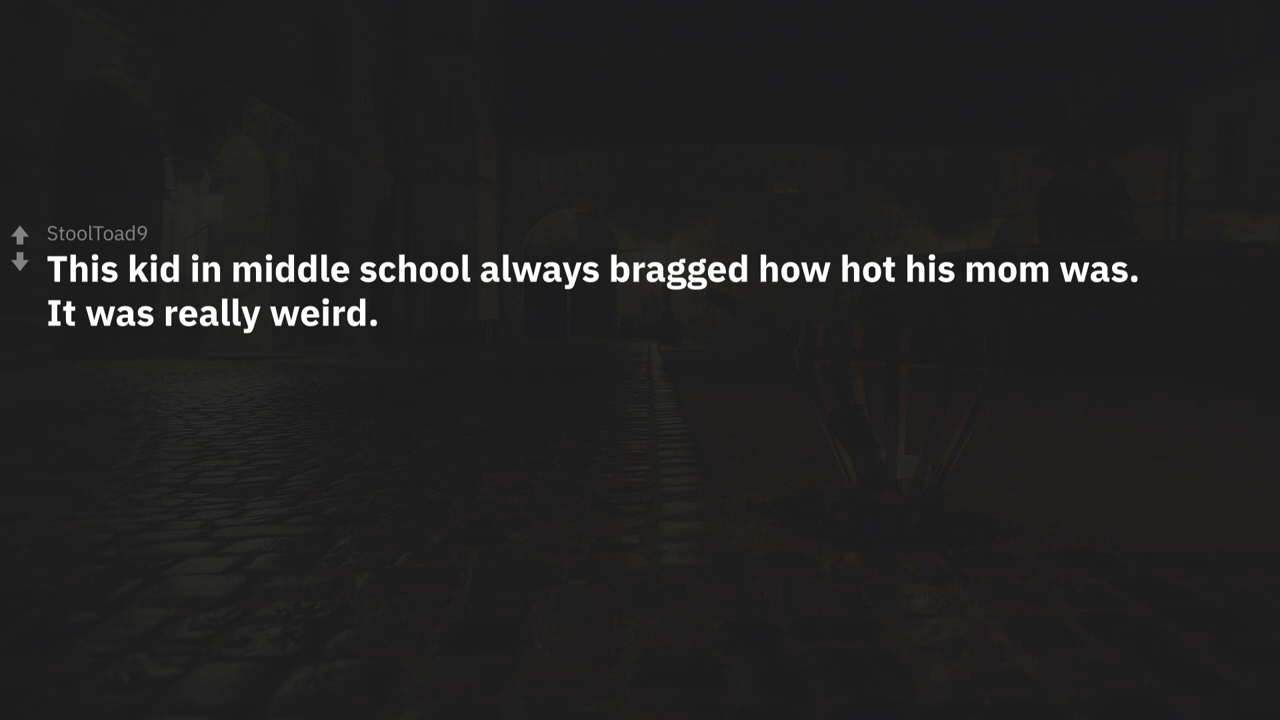 StoolToad9
This kid in middle school always bragged how hot his mom was.
It was really weird.